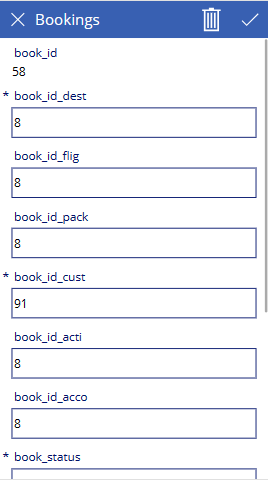 Bookings
book_id
58
* book_id_dest
8
book_id_flig
8
book_id_pack
8
* book_id_cust
91
book_id_acti
8
book_id_acco
8
* book_status